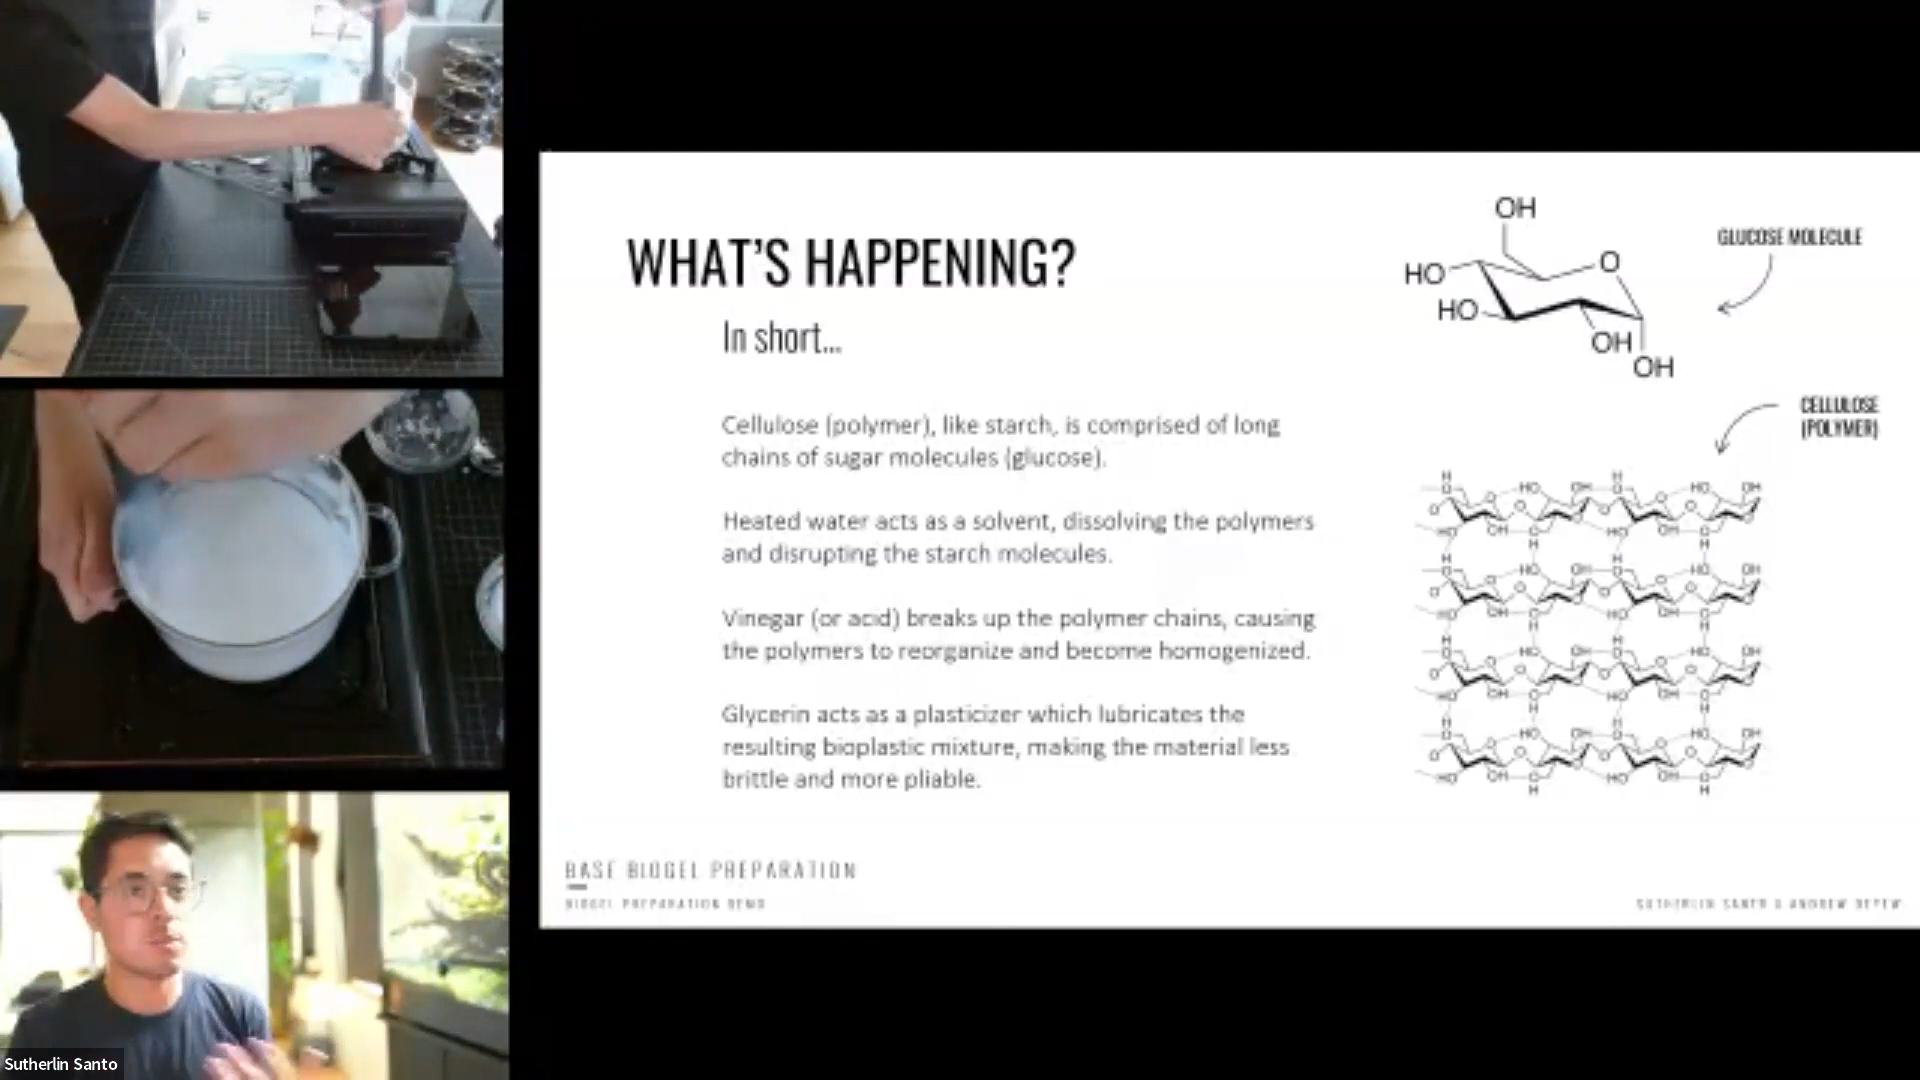 WHAT'S HAPPENING?
In short...
Cellulose (polymer), like starch, is comprised of long
chains of sugar molecules (glucose).
Heated water acts as a solvent, dissolving the polymers
and disrupting the starch molecules.
Vinegar (or acid) breaks up the polymer chains, causing
the polymers to reorganize and become homogenized.
Glycerin acts as a plasticizer which lubricates the
resulting bioplastic mixture, making the material less
brittle and more pliable.
OH
GLUCOSE MOLECULE
HO
O
HO
OH
OH
CELLULOSE
(POLYMER)
BASE BIOGEL PREPARATION
BIOGEL PREPARATION DEMO
SUTHERLIN SANTO & ANDREW DEPEW
Sutherlin Santo